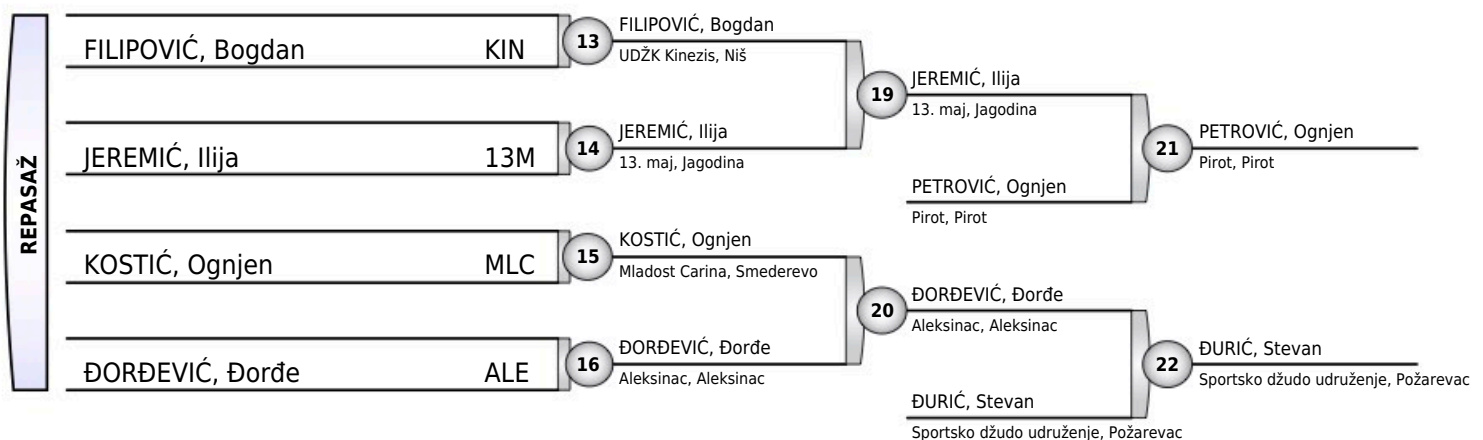 REPASAŽ
FILIPOVIĆ, Bogdan KIN
JEREMIĆ, Ilija 13M
KOSTIĆ, Ognjen MLC
ĐORĐEVIĆ, Đorđe ALE
13
FILIPOVIĆ, Bogdan
UDŽK Kinezis, Niš
14
JEREMIĆ, Ilija
13. maj, Jagodina
15
KOSTIĆ, Ognjen
Mladost Carina, Smederevo
16
ĐORĐEVIĆ, Đorđe
Aleksinac, Aleksinac
19
JEREMIĆ, Ilija
13. maj, Jagodina
PETROVIĆ, Ognjen
Pirot, Pirot
20
ĐORĐEVIĆ, Đorđe
Aleksinac, Aleksinac
ĐURIĆ, Stevan
Sportsko džudo udruženje, Požarevac
21
PETROVIĆ, Ognjen
Pirot, Pirot
22
ĐURIĆ, Stevan
Sportsko džudo udruženje, Požarevac